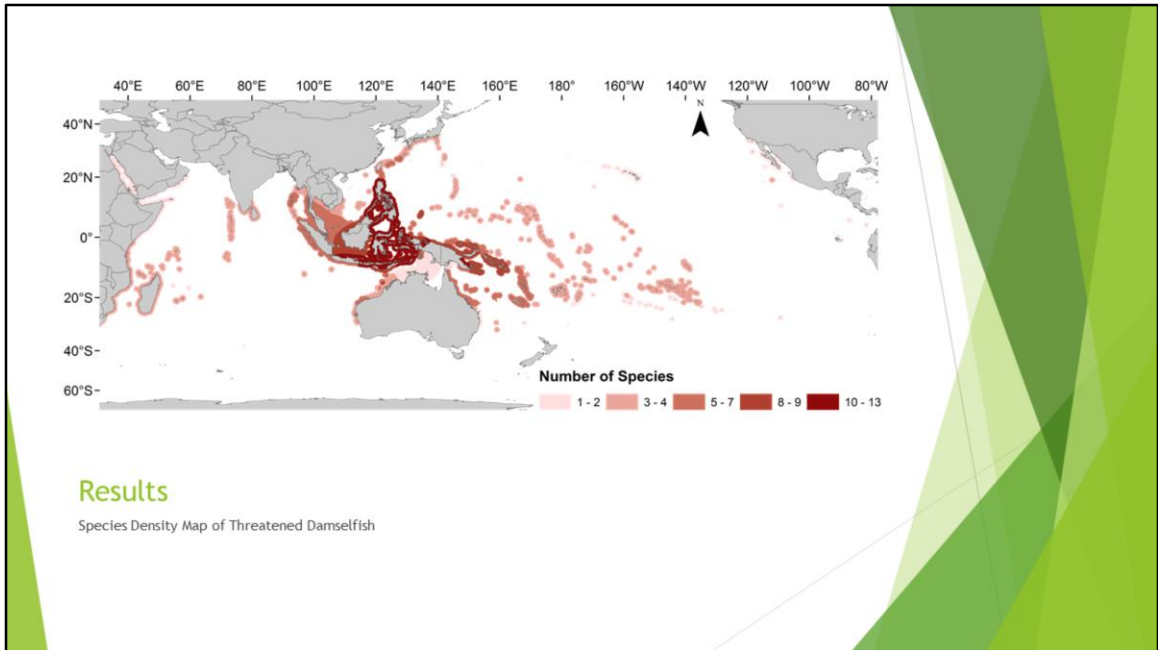 40°E 60°E 80°E 100°E 120°E 140°E 160°E 180° 160°W 140°W 120°W 100°W 80°W
N
40°N
20°N
0°
20°S
40°S
60°S
Number of Species
1 - 2 3 - 4 5 - 7 8 - 9 10 - 13
Results
Species Density Map of Threatened Damselfish